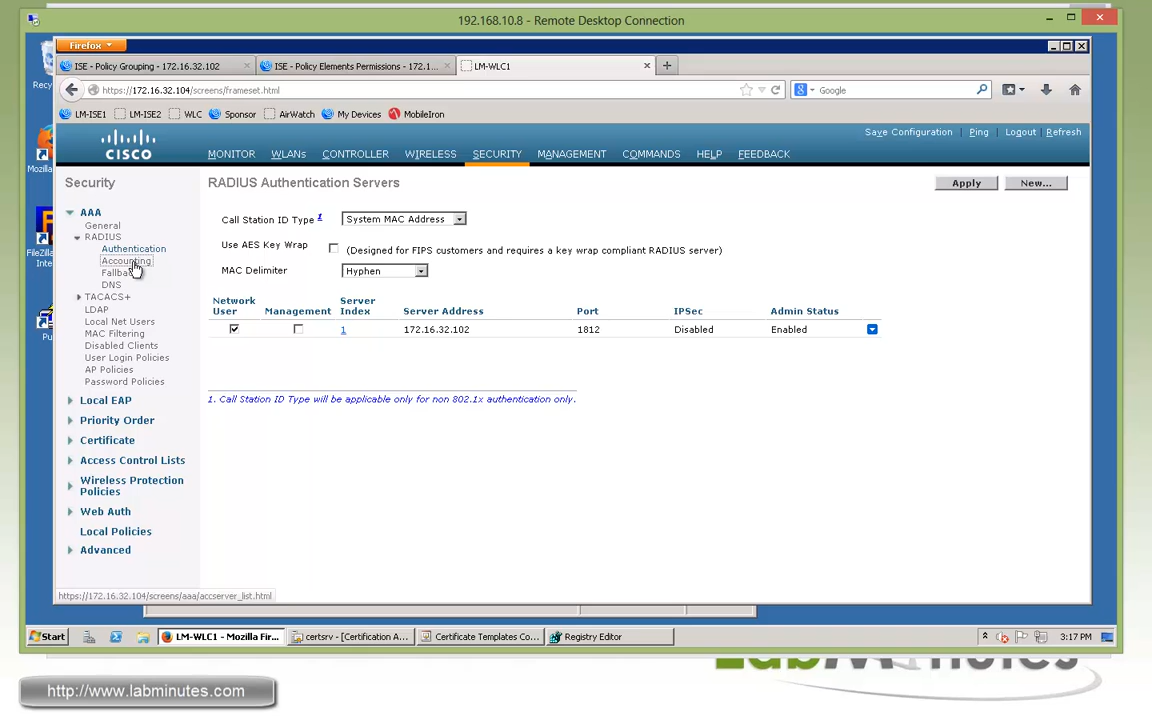 192.168.10.8 - Remote Desktop Connection
Firefox
ISE - Policy Grouping - 172.16.32.102
ISE - Policy Elements Permissions - 172.1...
LM-WLC1
https://172.16.32.104/screens/frameset.html
Google
LM-ISE1 LM-ISE2 WLC Sponsor AirWatch My Devices MobileIron
Save Configuration | Ping | Logout | Refresh
CISCO
MONITOR WLANs CONTROLLER WIRELESS SECURITY MANAGEMENT COMMANDS HELP FEEDBACK
Security
AAA
General
RADIUS
Authentication
Accounting
DNS
TACACS+
LDAP
Local Net Users
MAC Filtering
Disabled Clients
User Login Policies
AP Policies
Password Policies
Local EAP
Priority Order
Certificate
Access Control Lists
Wireless Protection
Policies
Web Auth
Local Policies
Advanced
RADIUS Authentication Servers
Apply
New...
Call Station ID Type 1
System MAC Address
Use AES Key Wrap
(Designed for FIPS customers and requires a key wrap compliant RADIUS server)
MAC Delimiter
Hyphen
Network User
Management
Server Index
Server Address
Port
IPSec
Admin Status
1 172.16.32.102 1812 Disabled Enabled
1. Call Station ID Type will be applicable only for non 802.1x authentication only.
https://172.16.32.104/screens/aaa/accserver_list.html
Start
LM-WLC1 - Mozilla Fir...
certsrv - [Certification A...
Certificate Templates Co...
Registry Editor
3:17 PM
http://www.labminutes.com